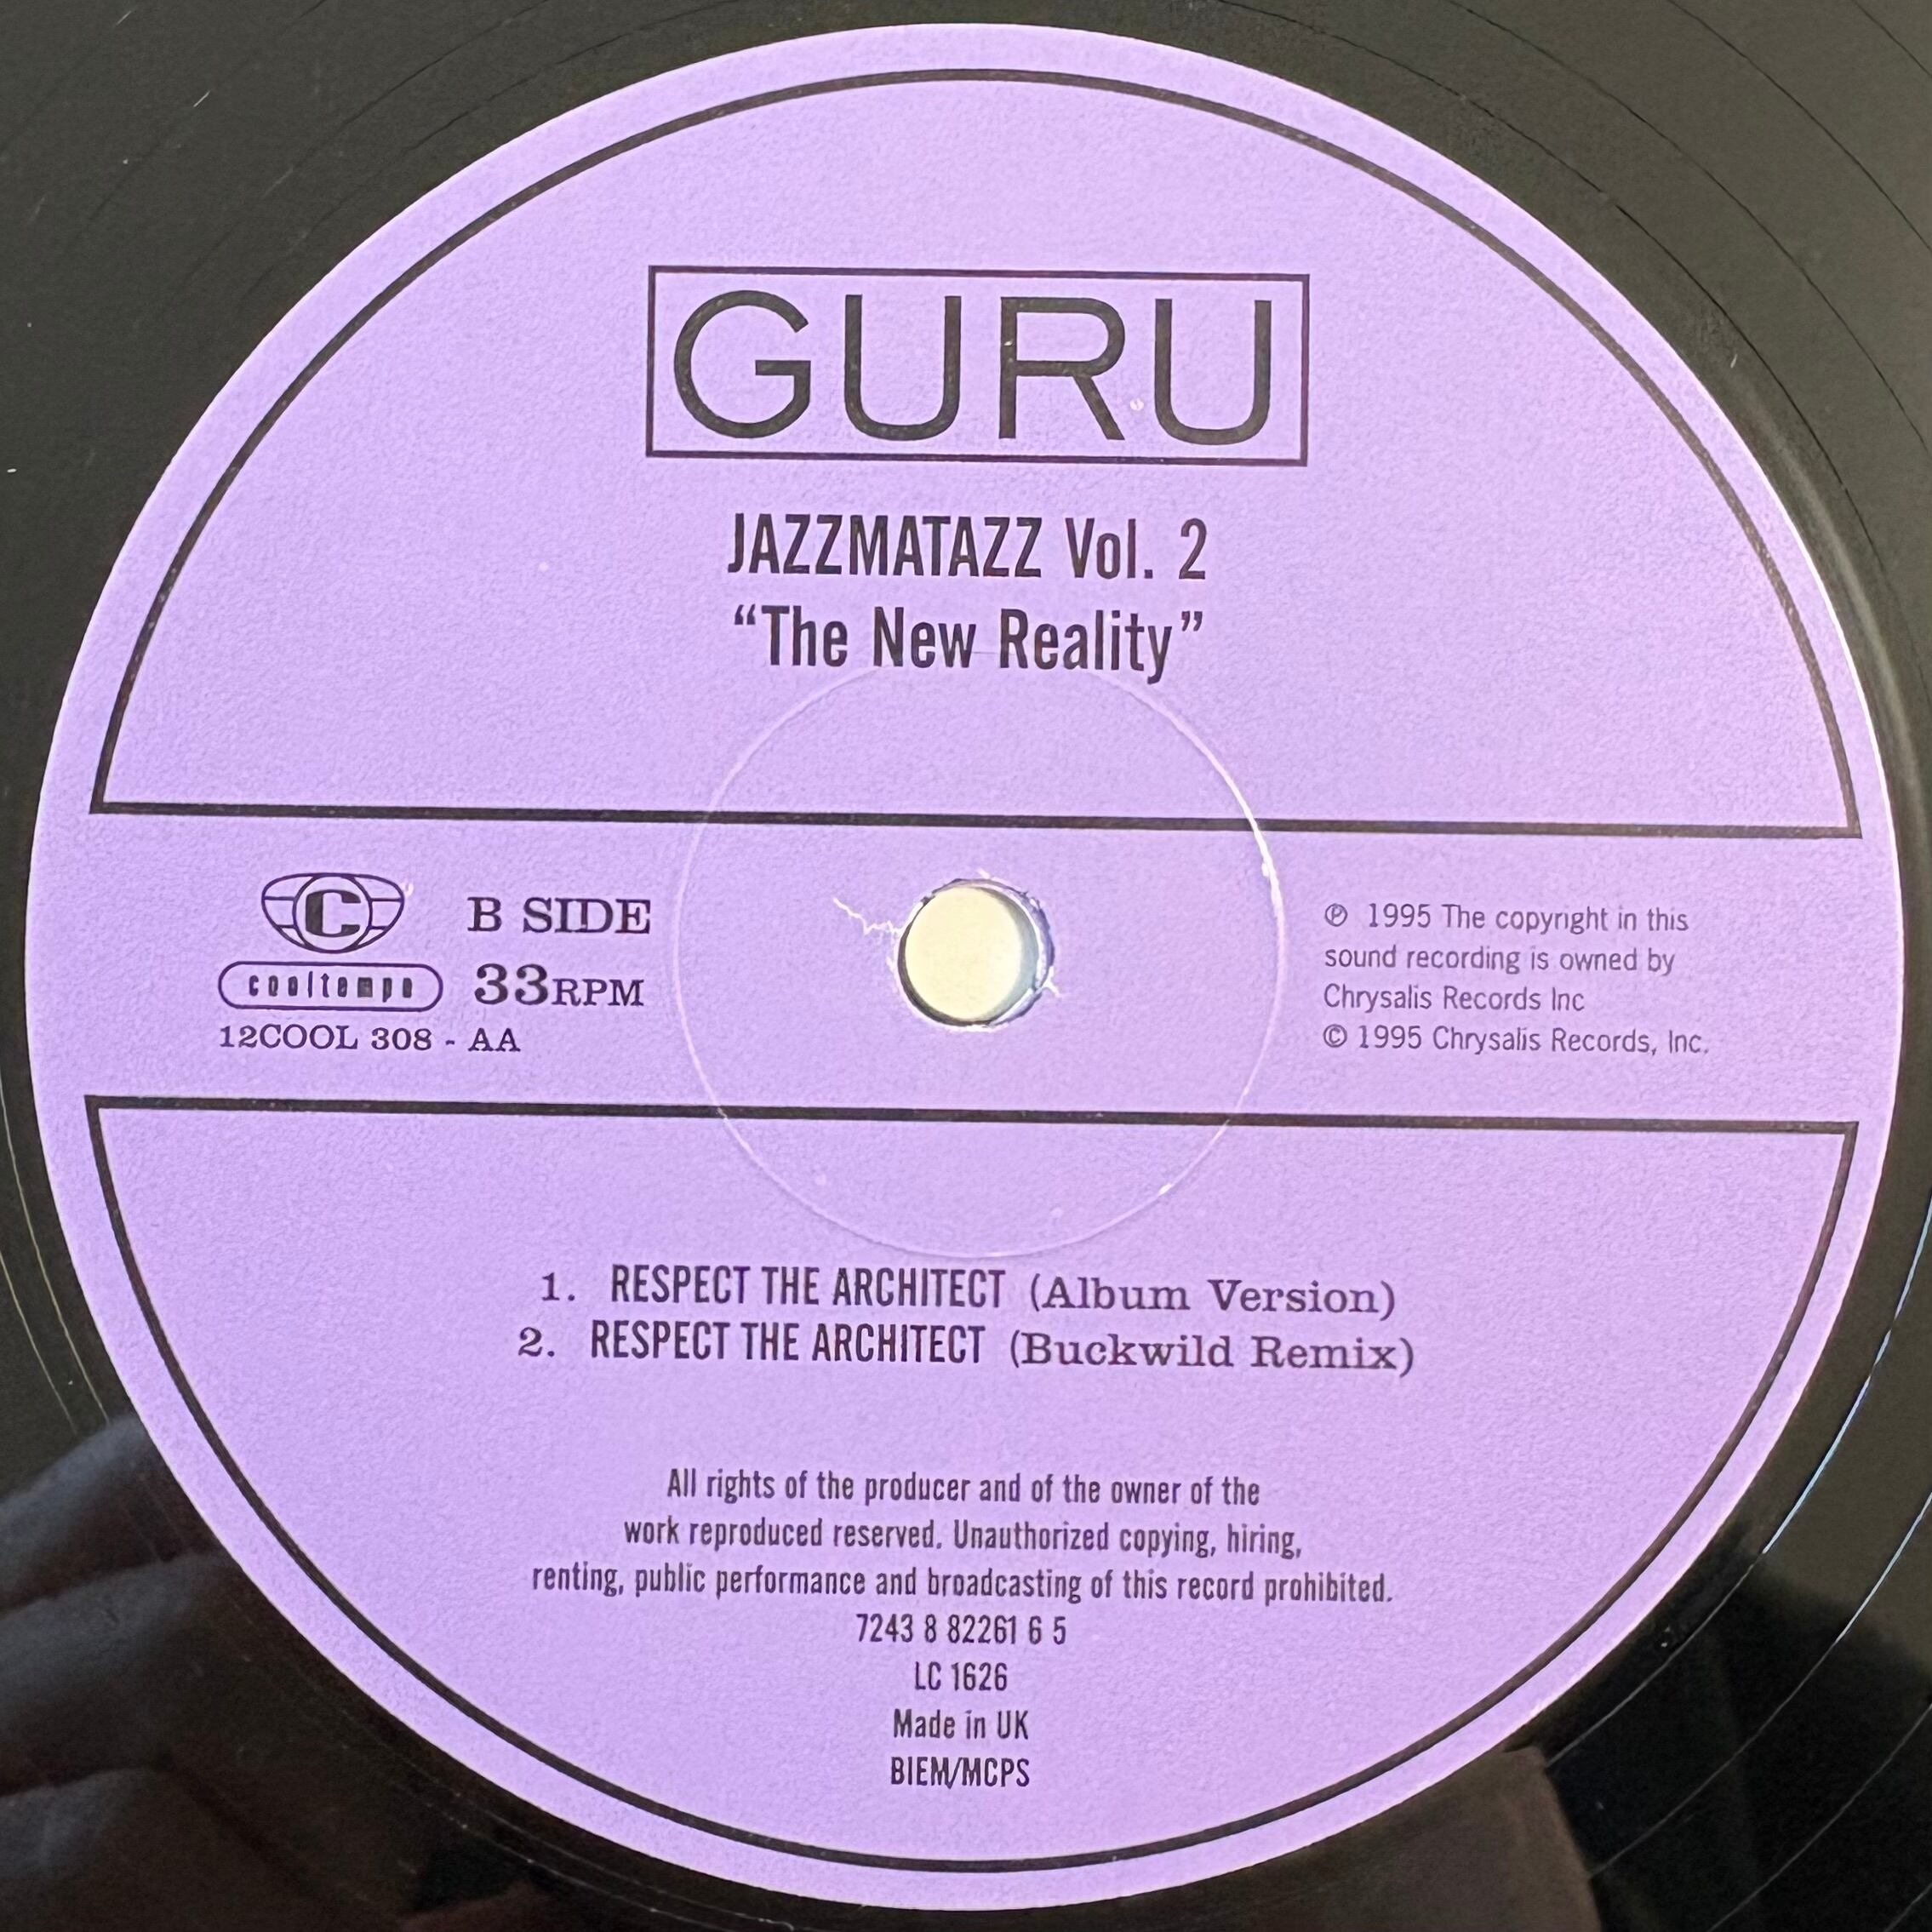 GURU
JAZZMATAZZ Vol. 2
“The New Reality”
C
cooltempo
B SIDE
33RPM
12COOL 308 - AA
℗ 1995 The copyright in this
sound recording is owned by
Chrysalis Records Inc
© 1995 Chrysalis Records, Inc.
1. RESPECT THE ARCHITECT (Album Version)
2. RESPECT THE ARCHITECT (Buckwild Remix)
All rights of the producer and of the owner of the
work reproduced reserved. Unauthorized copying, hiring,
renting, public performance and broadcasting of this record prohibited.
7243 8 82261 6 5
LC 1626
Made in UK
BIEM/MCPS